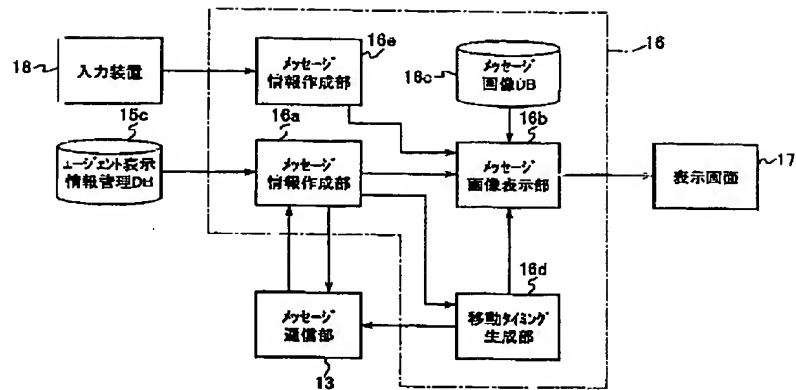 16e
メッセージ
情報作成部
16
18
入力装置
16c
メッセージ
画像DB
15c
16a
16b
エージェント表示
情報管理DB
メッセージ
情報作成部
メッセージ
画像表示部
17
表示画面
16d
メッセージ
通信部
移動タイミング
生成部
13